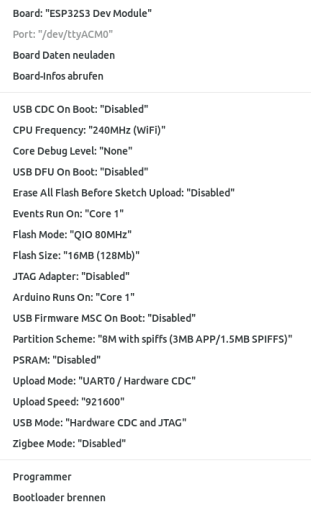 Board: "ESP32S3 Dev Module"
Port: "/dev/ttyACM0"
Board Daten neuladen
Board-Infos abrufen
USB CDC On Boot: "Disabled"
CPU Frequency: "240MHz (WiFi)"
Core Debug Level: "None"
USB DFU On Boot: "Disabled"
Erase All Flash Before Sketch Upload: "Disabled"
Events Run On: "Core 1"
Flash Mode: "QIO 80MHz"
Flash Size: "16MB (128Mb)"
JTAG Adapter: "Disabled"
Arduino Runs On: "Core 1"
USB Firmware MSC On Boot: "Disabled"
Partition Scheme: "8M with spiffs (3MB APP/1.5MB SPIFFS)"
PSRAM: "Disabled"
Upload Mode: "UART0 / Hardware CDC"
Upload Speed: "921600"
USB Mode: "Hardware CDC and JTAG"
Zigbee Mode: "Disabled"
Programmer
Bootloader brennen